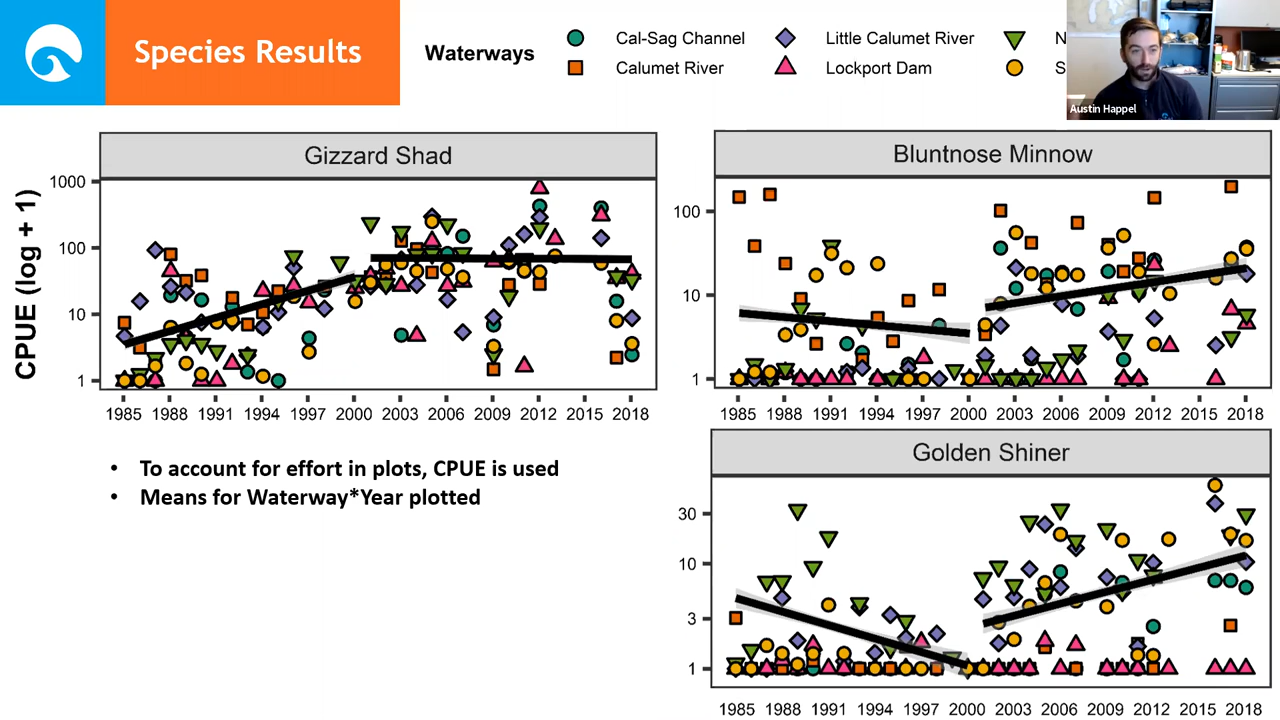 Species Results
Waterways
Cal-Sag Channel
Little Calumet River
Calumet River
Lockport Dam
Austin Happel
Gizzard Shad
CPUE (log + 1)
1000
100
10
1
1985 1988 1991 1994 1997 2000 2003 2006 2009 2012 2015 2018
• To account for effort in plots, CPUE is used
• Means for Waterway*Year plotted
Bluntnose Minnow
100
10
1
1985 1988 1991 1994 1997 2000 2003 2006 2009 2012 2015 2018
Golden Shiner
30
10
3
1
1985 1988 1991 1994 1997 2000 2003 2006 2009 2012 2015 2018